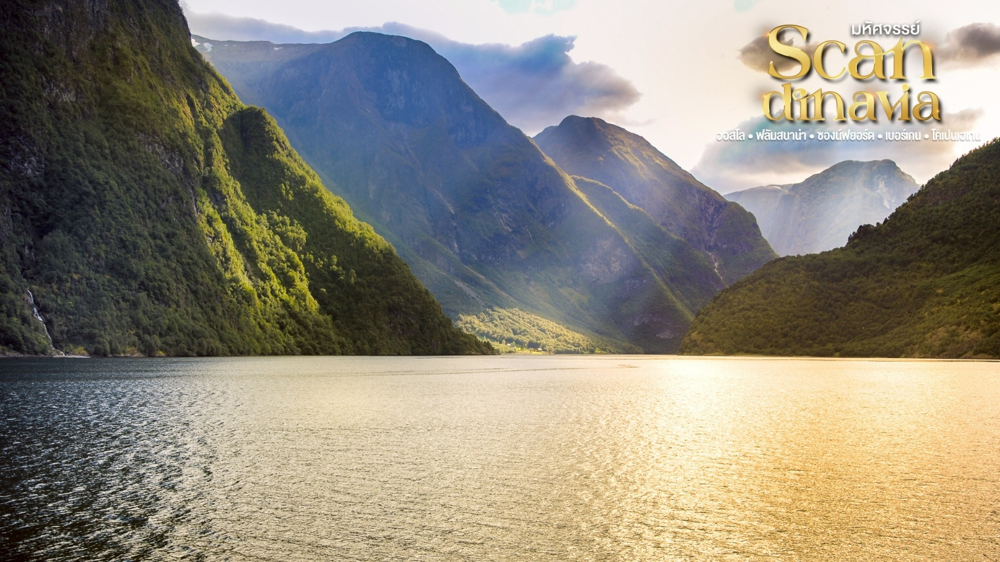 มหัศจรรย์
Scan
dinavia
ออสโล • ฟลัมสบาน่า • ซองน์ฟยอร์ด • เบอร์เกน • โคเปนเฮเกน